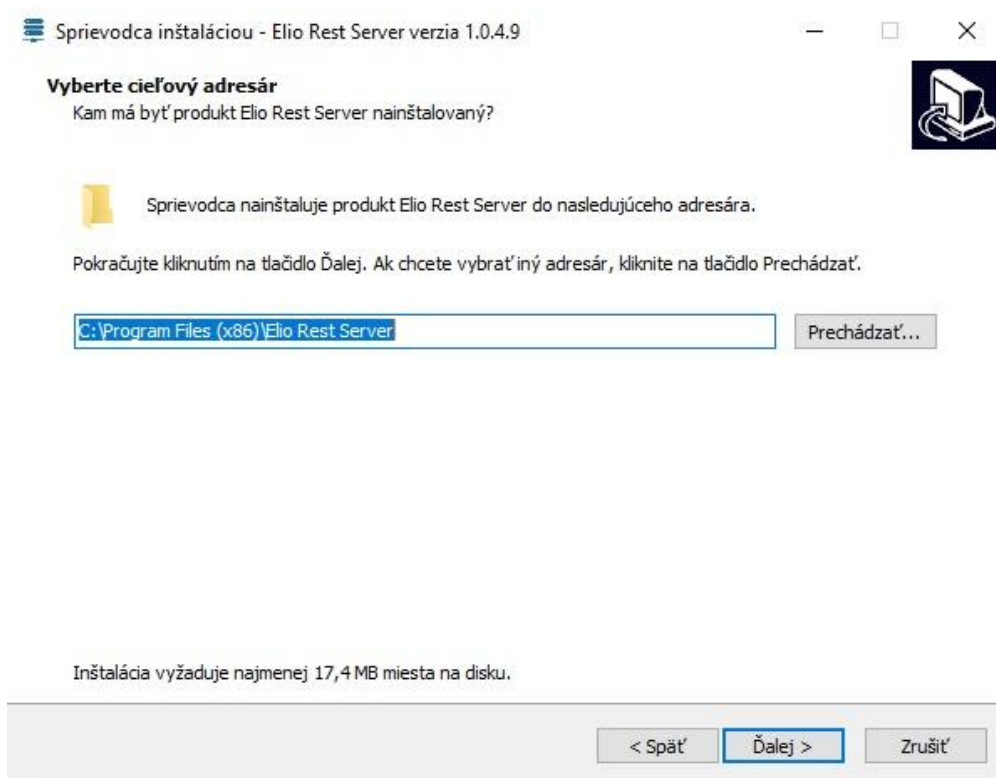 Sprievodca inštaláciou - Elio Rest Server verzia 1.0.4.9
Vyberte cieľový adresár
Kam má byť produkt Elio Rest Server nainštalovaný?
Sprievodca nainštaluje produkt Elio Rest Server do nasledujúceho adresára.
Pokračujte kliknutím na tlačidlo Ďalej. Ak chcete vybrať iný adresár, kliknite na tlačidlo Prechádzať.
C:\Program Files (x86)\Elio Rest Server
Prechádzať...
Inštalácia vyžaduje najmenej 17,4 MB miesta na disku.
< Späť
Ďalej >
Zrušiť